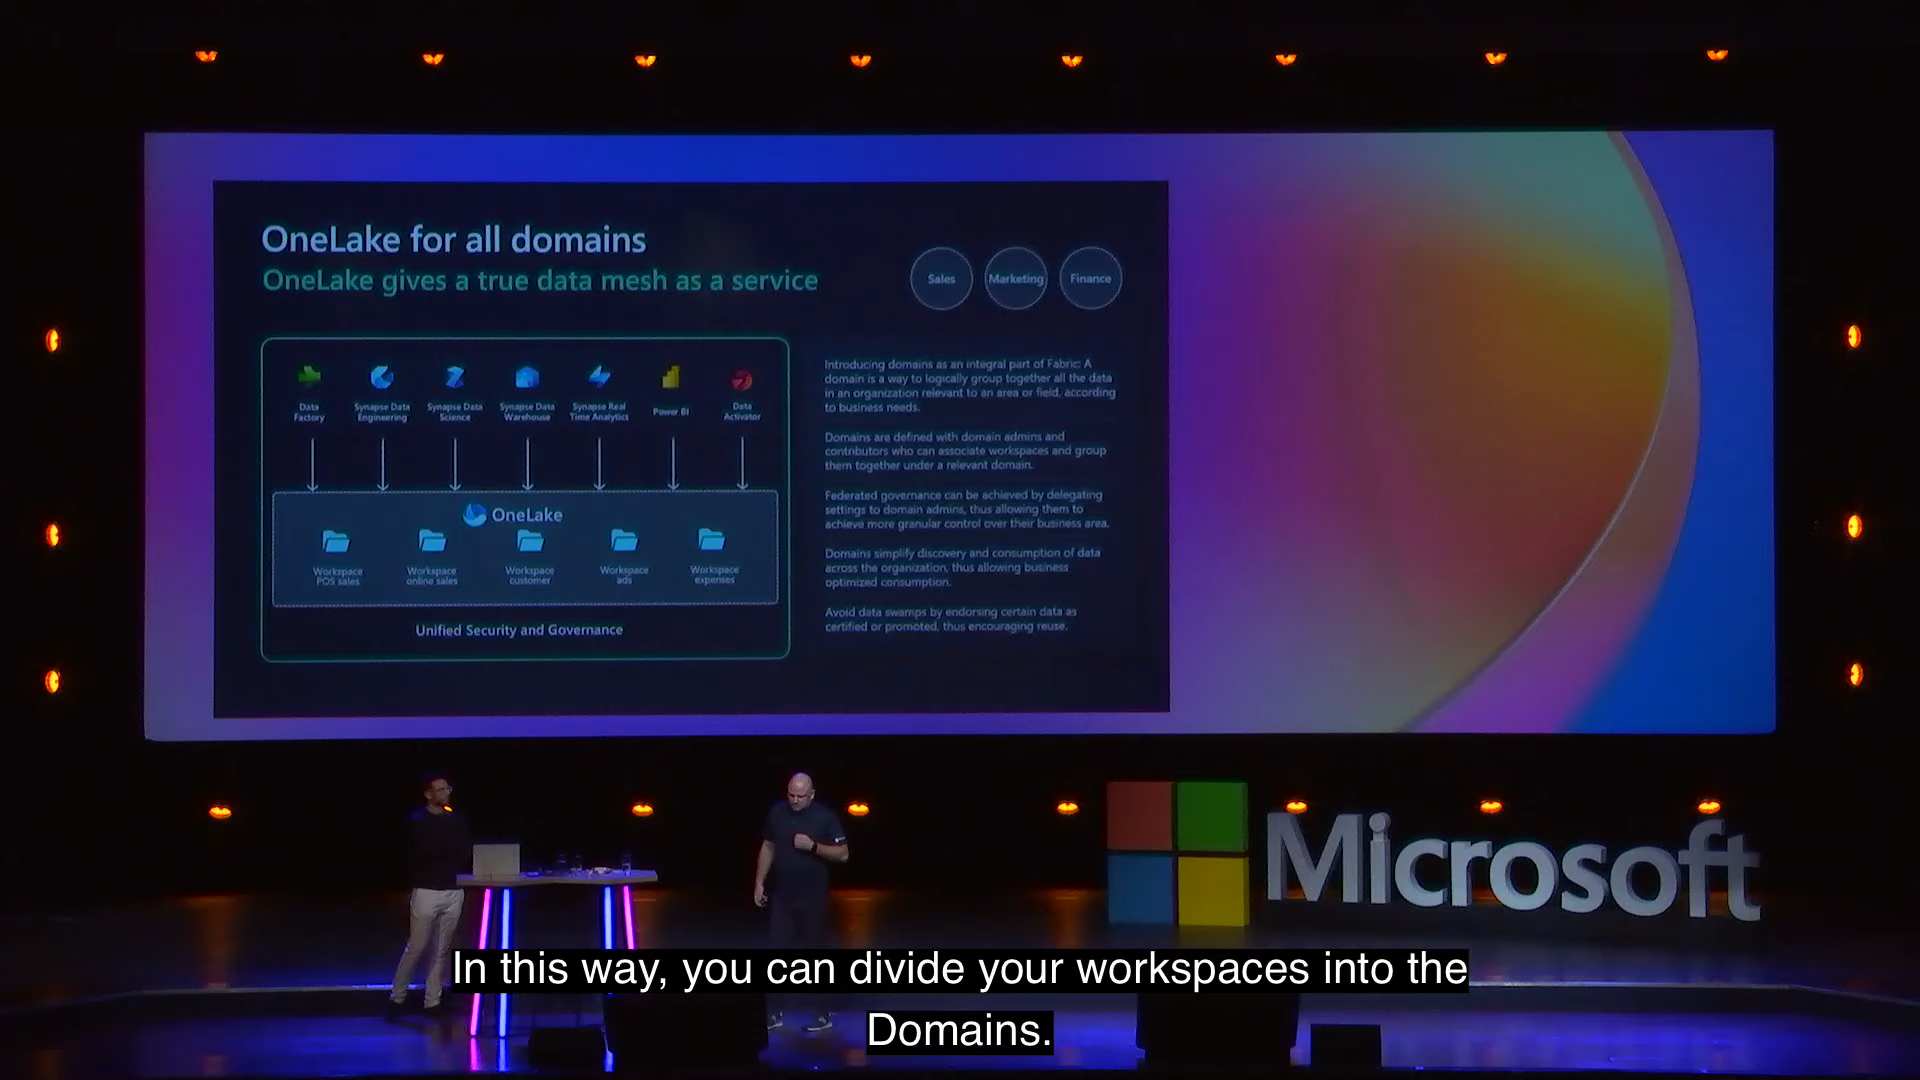 OneLake for all domains
OneLake gives a true data mesh as a service
Sales
Marketing
Finance
Data
Factory
Synapse Data
Engineering
Synapse Data
Science
Synapse Data
Warehouse
Synapse Real
Time Analytics
Power BI
Data
Activator
OneLake
Workspace
POS sales
Workspace
online sales
Workspace
customer
Workspace
ads
Workspace
expenses
Unified Security and Governance
Introducing domains as an integral part of Fabric: A
domain is a way to logically group together all the data
in an organization relevant to an area or field, according
to business needs.
Domains are defined with domain admins and
contributors who can associate workspaces and group
them together under a relevant domain.
Federated governance can be achieved by delegating
settings to domain admins, thus allowing them to
achieve more granular control over their business area.
Domains simplify discovery and consumption of data
across the organization, thus allowing business
optimized consumption.
Avoid data swamps by endorsing certain data as
certified or promoted, thus encouraging reuse.
Microsoft
In this way, you can divide your workspaces into the
Domains.